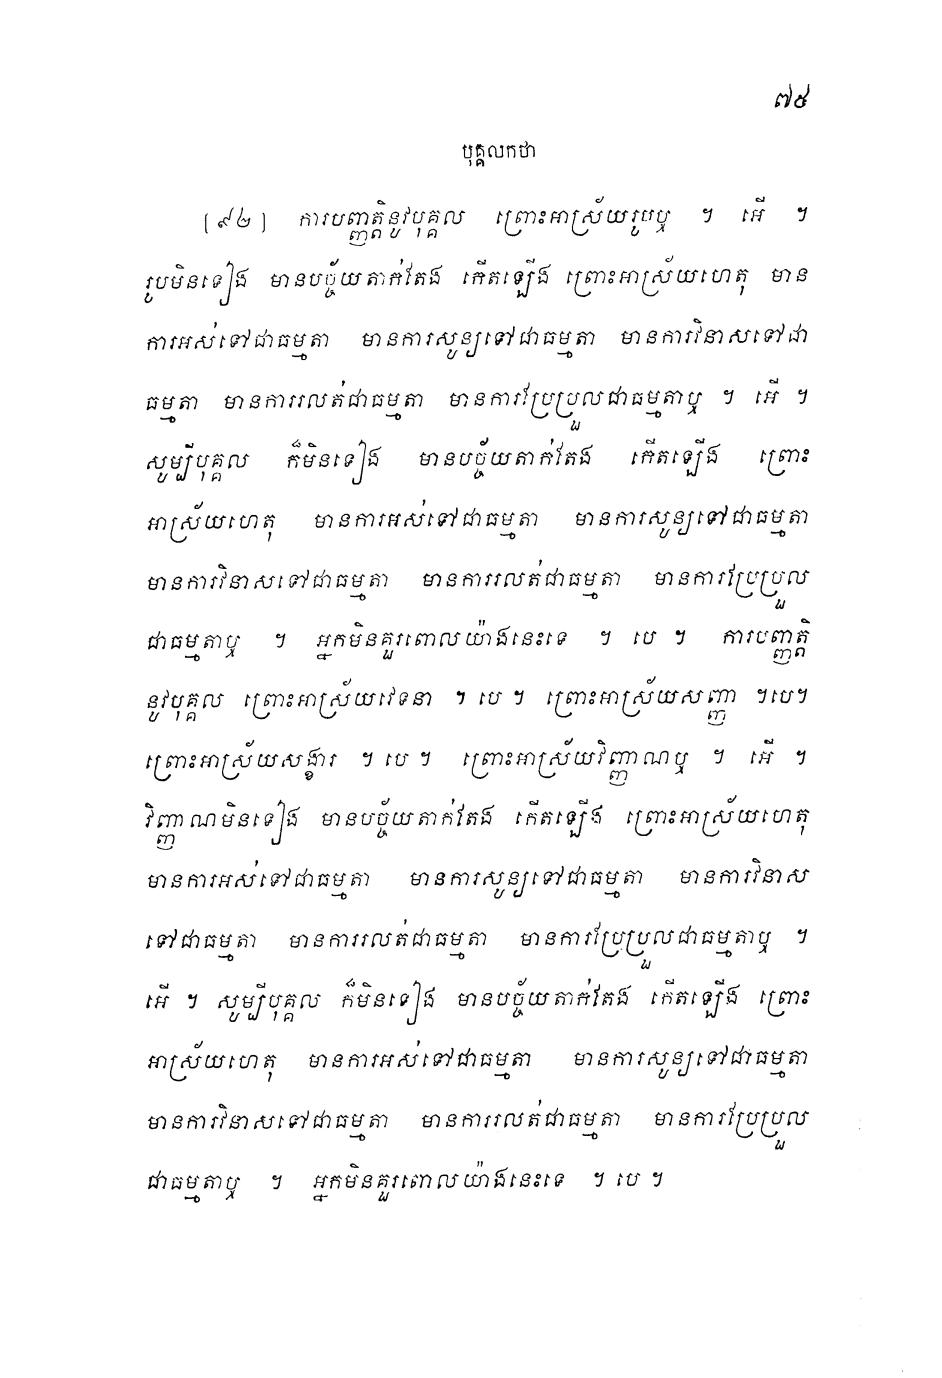 ៧៥
បុគ្គលកថា
[៩៤] ការបញ្ញត្តិនូវបុគ្គល ព្រោះអាស្រ័យរូបឬ ។ អើ ។
រូបមិនទៀង មានបច្ច័យតាក់តែង កើតឡើង ព្រោះអាស្រ័យហេតុ មាន
ការអស់ទៅជាធម្មតា មានការសូន្យទៅជាធម្មតា មានការវិនាសទៅជា
ធម្មតា មានការរលត់ជាធម្មតា មានការប្រែប្រួលជាធម្មតាឬ ។ អើ ។
សូម្បីបុគ្គល ក៏មិនទៀង មានបច្ច័យតាក់តែង កើតឡើង ព្រោះ
អាស្រ័យហេតុ មានការអស់ទៅជាធម្មតា មានការសូន្យទៅជាធម្មតា
មានការវិនាសទៅជាធម្មតា មានការរលត់ជាធម្មតា មានការប្រែប្រួល
ជាធម្មតាឬ ។ អ្នកមិនគួរពោលយ៉ាងនេះទេ ។ បេ ។ ការបញ្ញត្តិ
នូវបុគ្គល ព្រោះអាស្រ័យវេទនា ។ បេ ។ ព្រោះអាស្រ័យសញ្ញា ។បេ។
ព្រោះអាស្រ័យសង្ខារ ។ បេ ។ ព្រោះអាស្រ័យវិញ្ញាណឬ ។ អើ ។
វិញ្ញាណមិនទៀង មានបច្ច័យតាក់តែង កើតឡើង ព្រោះអាស្រ័យហេតុ
មានការអស់ទៅជាធម្មតា មានការសូន្យទៅជាធម្មតា មានការវិនាស
ទៅជាធម្មតា មានការរលត់ជាធម្មតា មានការប្រែប្រួលជាធម្មតាឬ ។
អើ ។ សូម្បីបុគ្គល ក៏មិនទៀង មានបច្ច័យតាក់តែង កើតឡើង ព្រោះ
អាស្រ័យហេតុ មានការអស់ទៅជាធម្មតា មានការសូន្យទៅជាធម្មតា
មានការវិនាសទៅជាធម្មតា មានការរលត់ជាធម្មតា មានការប្រែប្រួល
ជាធម្មតាឬ ។ អ្នកមិនគួរពោលយ៉ាងនេះទេ ។ បេ ។